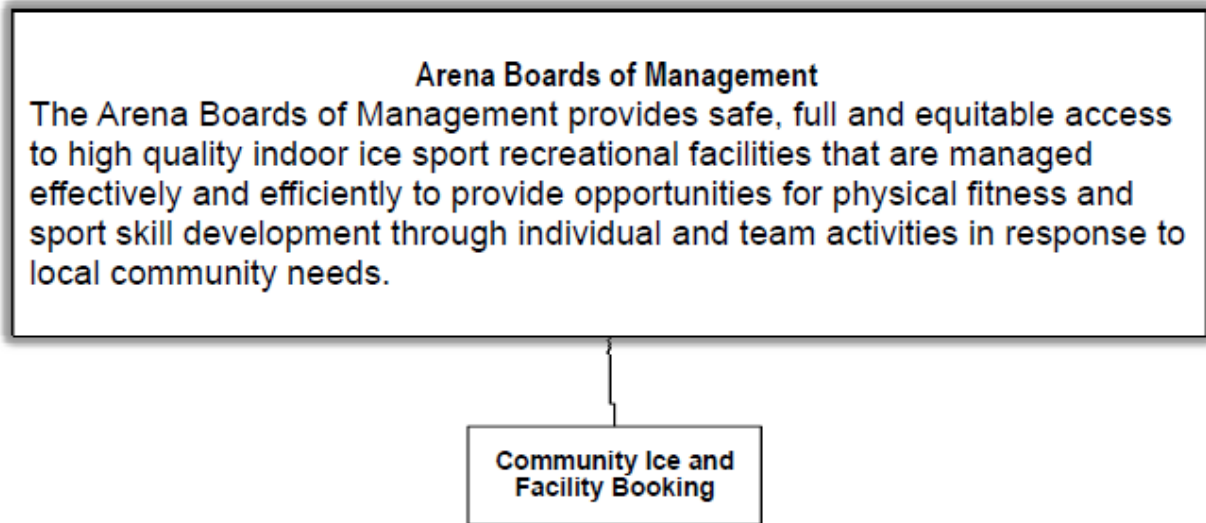 Arena Boards of Management
The Arena Boards of Management provides safe, full and equitable access
to high quality indoor ice sport recreational facilities that are managed
effectively and efficiently to provide opportunities for physical fitness and
sport skill development through individual and team activities in response to
local community needs.
Community Ice and
Facility Booking